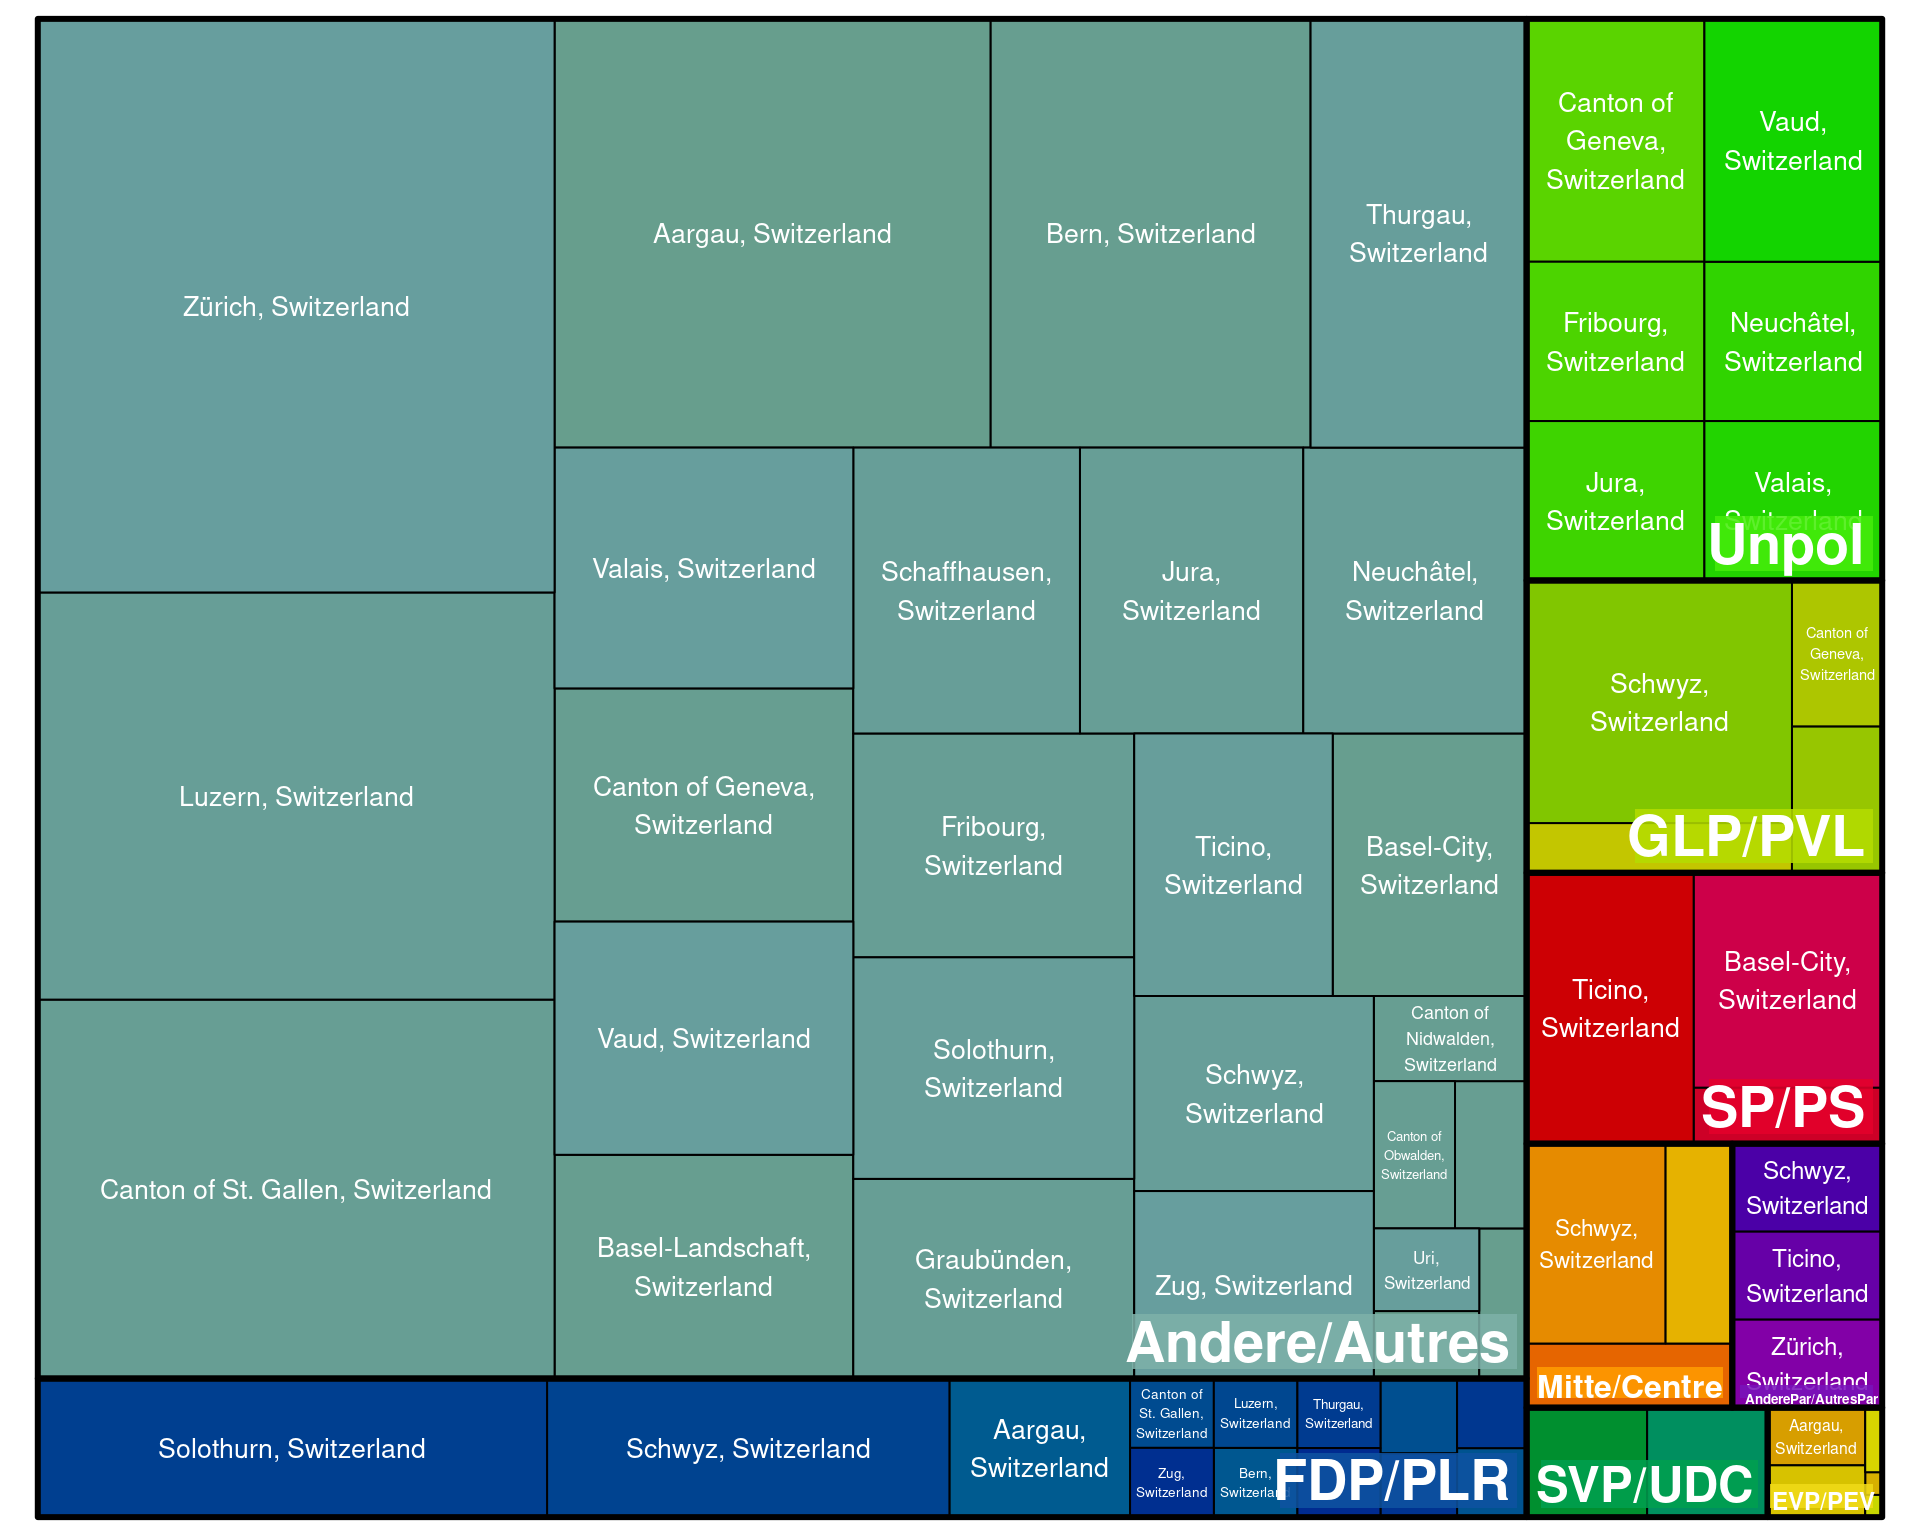 Zürich, Switzerland
Luzern, Switzerland
Canton of St. Gallen, Switzerland
Aargau, Switzerland
Bern, Switzerland
Thurgau,
Switzerland
Valais, Switzerland
Canton of Geneva,
Switzerland
Vaud, Switzerland
Basel-Landschaft,
Switzerland
Schaffhausen,
Switzerland
Jura,
Switzerland
Neuchâtel,
Switzerland
Fribourg,
Switzerland
Solothurn,
Switzerland
Graubünden,
Switzerland
Ticino,
Switzerland
Basel-City,
Switzerland
Schwyz,
Switzerland
Zug, Switzerland
Canton of
Nidwalden,
Switzerland
Canton of
Obwalden,
Switzerland
Uri,
Switzerland
Andere/Autres
Solothurn, Switzerland
Schwyz, Switzerland
Aargau,
Switzerland
Canton of
St. Gallen,
Switzerland
Luzern,
Switzerland
Thurgau,
Switzerland
Zug,
Switzerland
Bern,
Switzerland
FDP/PLR
Canton of
Geneva,
Switzerland
Vaud,
Switzerland
Fribourg,
Switzerland
Neuchâtel,
Switzerland
Jura,
Switzerland
Valais,
Switzerland
Unpol
Schwyz,
Switzerland
Canton of
Geneva,
Switzerland
GLP/PVL
Ticino,
Switzerland
Basel-City,
Switzerland
SP/PS
Schwyz,
Switzerland
Mitte/Centre
Schwyz,
Switzerland
Ticino,
Switzerland
Zürich,
Switzerland
AnderePar/AutresPar
SVP/UDC
Aargau,
Switzerland
EVP/PEV